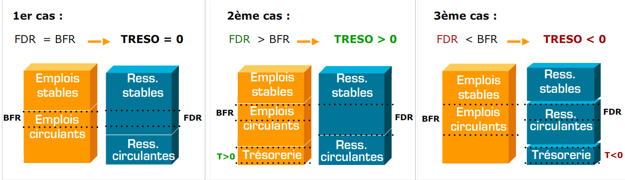 1er cas :
FDR = BFR
TRESO = 0
Emplois
stables
Ress.
stables
BFR
FDR
Emplois
circulants
Ress.
circulantes
2ème cas :
FDR > BFR
TRESO > 0
Emplois
stables
Ress.
stables
BFR
Emplois
circulants
FDR
T>0
Trésorerie
Ress.
circulantes
3ème cas :
FDR < BFR
TRESO < 0
Emplois
stables
Ress.
stables
BFR
Emplois
circulants
Ress.
circulantes
FDR
Trésorerie
T<0